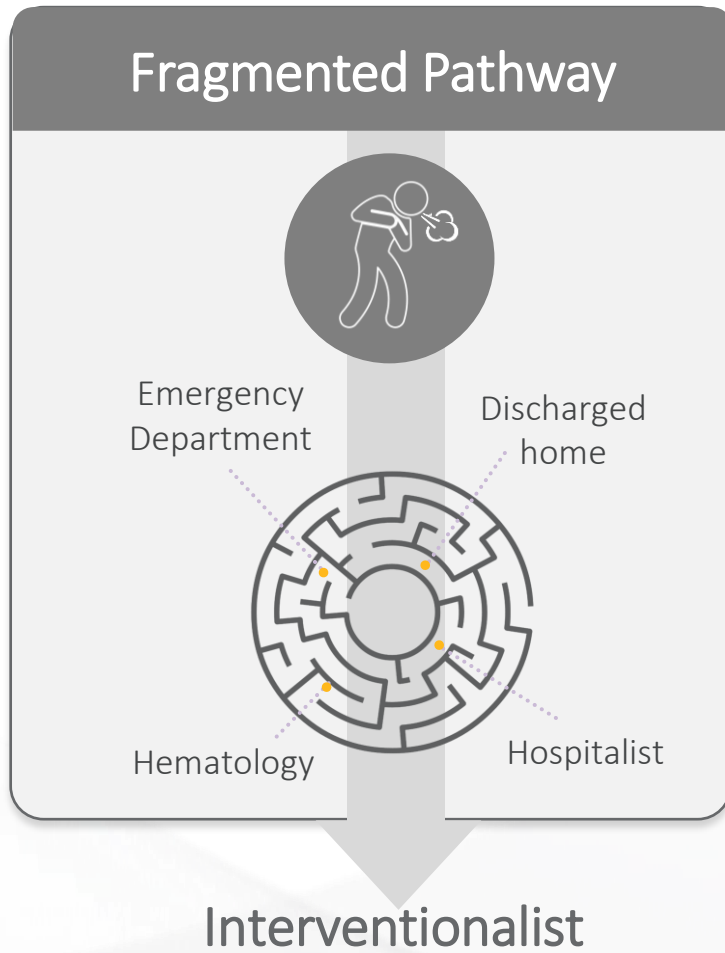 Fragmented Pathway
Emergency
Department
Discharged
home
Hematology
Hospitalist
Interventionalist